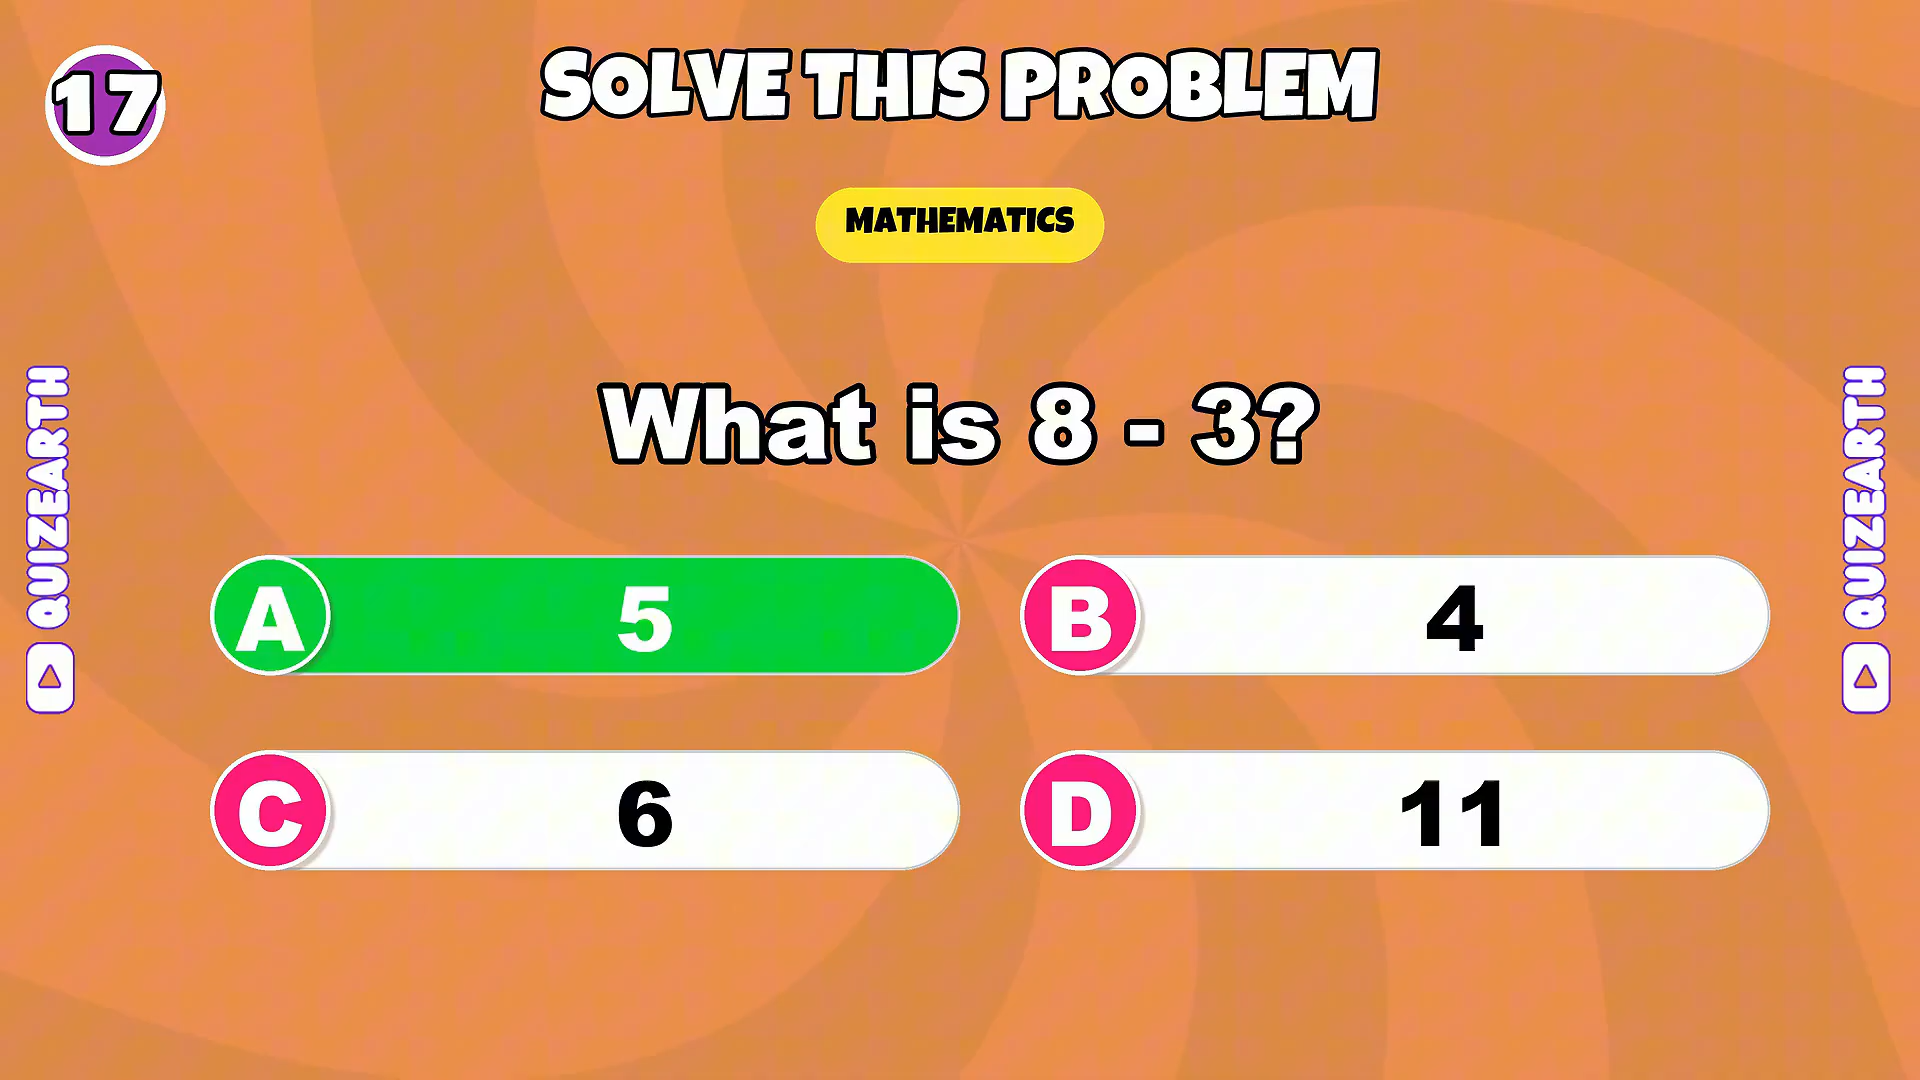 17
SOLVE THIS PROBLEM
MATHEMATICS
What is 8 - 3?
A 5
B 4
C 6
D 11
QUIZEARTH
QUIZEARTH